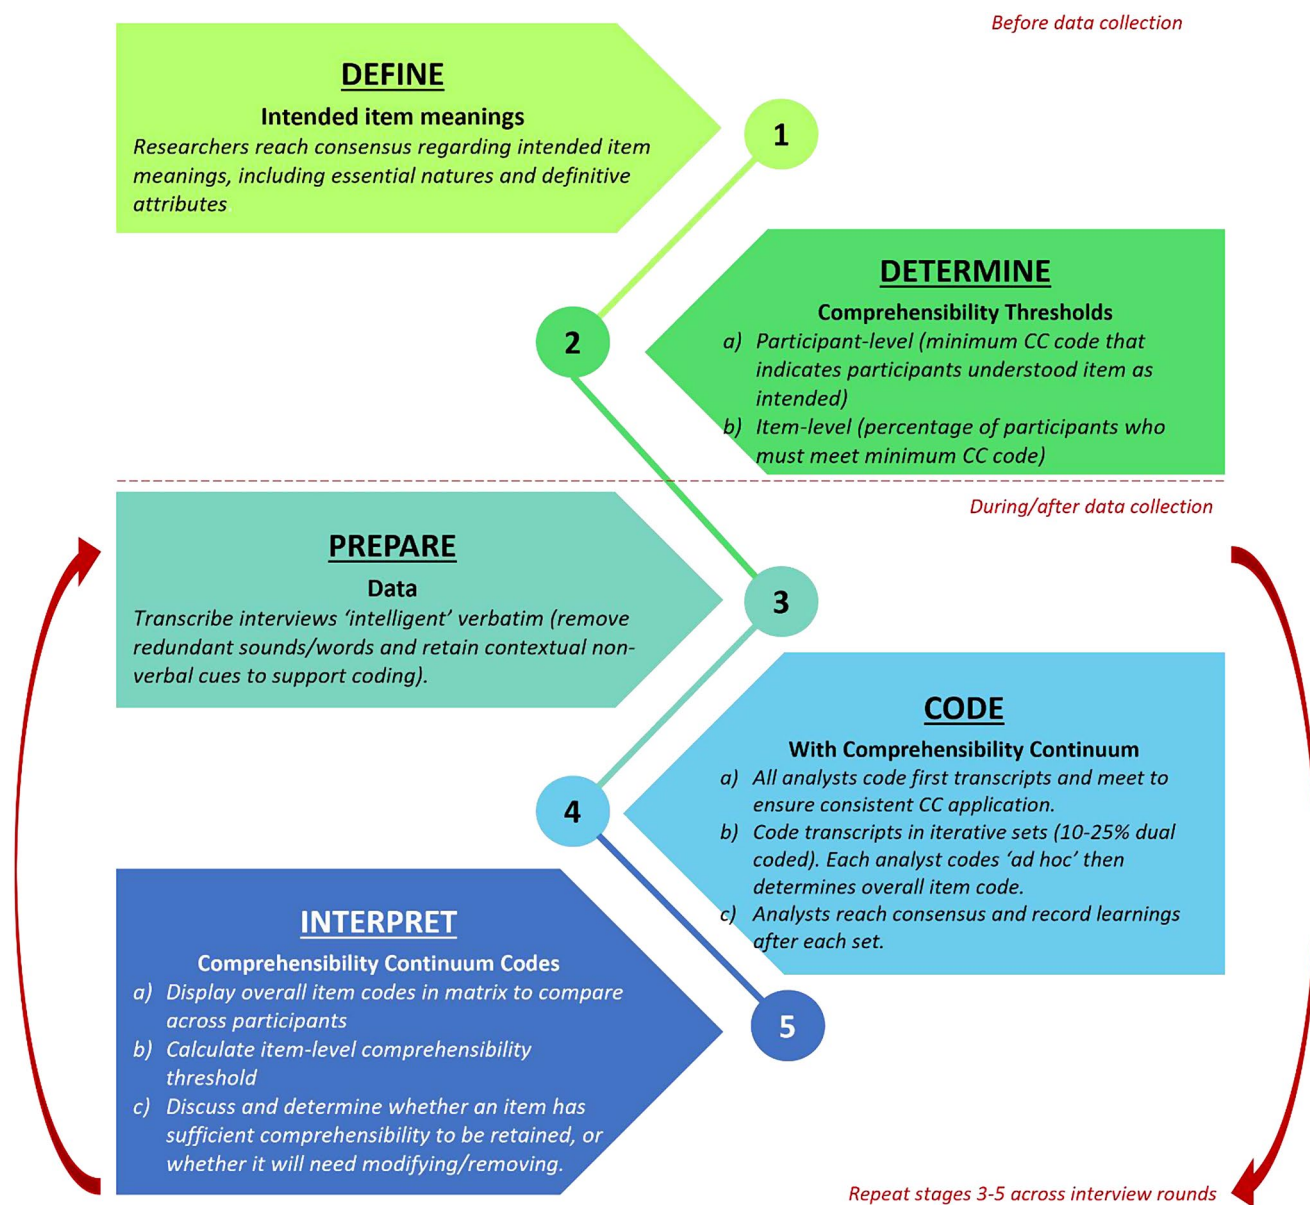 Before data collection
DEFINE
Intended item meanings
Researchers reach consensus regarding intended item
meanings, including essential natures and definitive
attributes
1
DETERMINE
Comprehensibility Thresholds
a) Participant-level (minimum CC code that
indicates participants understood item as
intended)
b) Item-level (percentage of participants who
must meet minimum CC code)
2
During/after data collection
PREPARE
Data
Transcribe interviews ‘intelligent’ verbatim (remove
redundant sounds/words and retain contextual non-
verbal cues to support coding).
3
CODE
With Comprehensibility Continuum
a) All analysts code first transcripts and meet to
ensure consistent CC application.
b) Code transcripts in iterative sets (10-25% dual
coded). Each analyst codes ‘ad hoc’ then
determines overall item code.
c) Analysts reach consensus and record learnings
after each set.
4
INTERPRET
Comprehensibility Continuum Codes
a) Display overall item codes in matrix to compare
across participants
b) Calculate item-level comprehensibility
threshold
c) Discuss and determine whether an item has
sufficient comprehensibility to be retained, or
whether it will need modifying/removing.
5
Repeat stages 3-5 across interview rounds